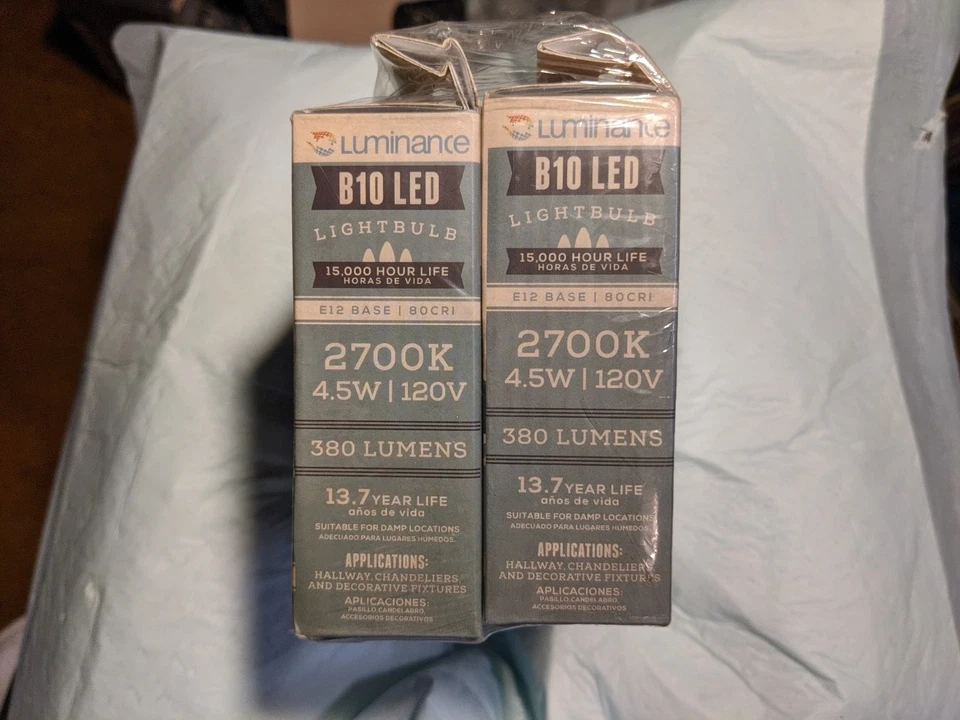 Luminance
B10 LED
LIGHTBULB
15,000 HOUR LIFE
HORAS DE VIDA
E12 BASE | 80CRI
2700K
4.5W | 120V
380 LUMENS
13.7 YEAR LIFE
años de vida
SUITABLE FOR DAMP LOCATIONS
ADECUADO PARA LUGARES HÚMEDOS.
APPLICATIONS:
HALLWAY, CHANDELIERS,
AND DECORATIVE FIXTURES
APLICACIONES:
PASILLO, CANDELABRO,
ACCESORIOS DECORATIVOS
Luminance
B10 LED
LIGHTBULB
15,000 HOUR LIFE
HORAS DE VIDA
E12 BASE | 80CRI
2700K
4.5W | 120V
380 LUMENS
13.7 YEAR LIFE
años de vida
SUITABLE FOR DAMP LOCATIONS
ADECUADO PARA LUGARES HÚMEDOS.
APPLICATIONS:
HALLWAY, CHANDELIERS,
AND DECORATIVE FIXTURES
APLICACIONES:
PASILLO, CANDELABRO,
ACCESORIOS DECORATIVOS